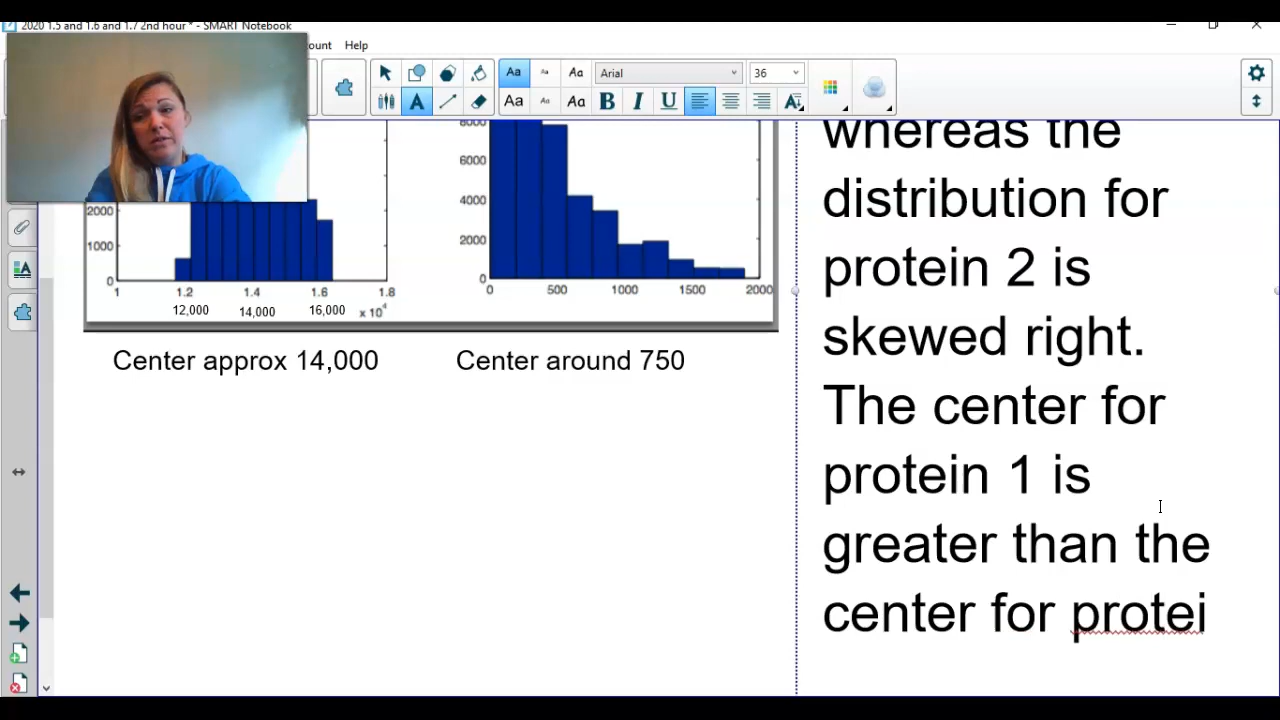 2020 1.5 and 1.6 and 1.7 2nd hour * - SMART Notebook
ount Help
Arial 36
Aa Aa Aa
Aa Aa Aa B I U A
2000
1000
0
1 1.2 1.4 1.6 1.8
12,000 14,000 16,000 x 10⁴
8000
6000
4000
2000
0
0 500 1000 1500 2000
Center approx 14,000
Center around 750
whereas the
distribution for
protein 2 is
skewed right.
The center for
protein 1 is
greater than the
center for protei